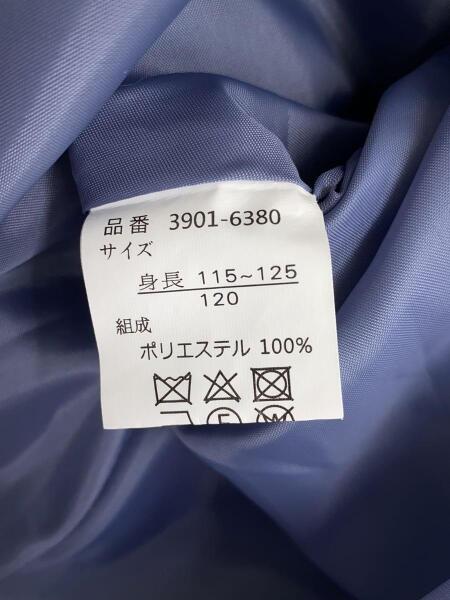 品番 3901-6380
サイズ
身長 115~125
120
組成
ポリエステル 100%